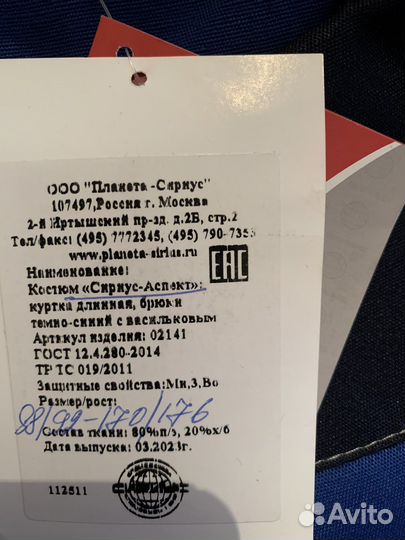 ООО "Планета -Сириус"
107497,Россия г. Москва
2-й Иртышский пр-зд. д.2Б, стр.2
Тел/факс: (495) 7772345, (495) 790-735
www.planeta-sirius.ru
Наименование:
EAC
Костюм «Сириус-Аспект»:
куртка длинная, брюки
темно-синий с васильковым
Артикул изделия: 02141
ГОСТ 12.4.280-2014
ТР ТС 019/2011
Защитные свойства:Ми,З,Во
Размер/рост:
88/92-170/176
Состав ткани: 80%п/э, 20%х/б
Дата выпуска: 03.2023г.
112511
Avito